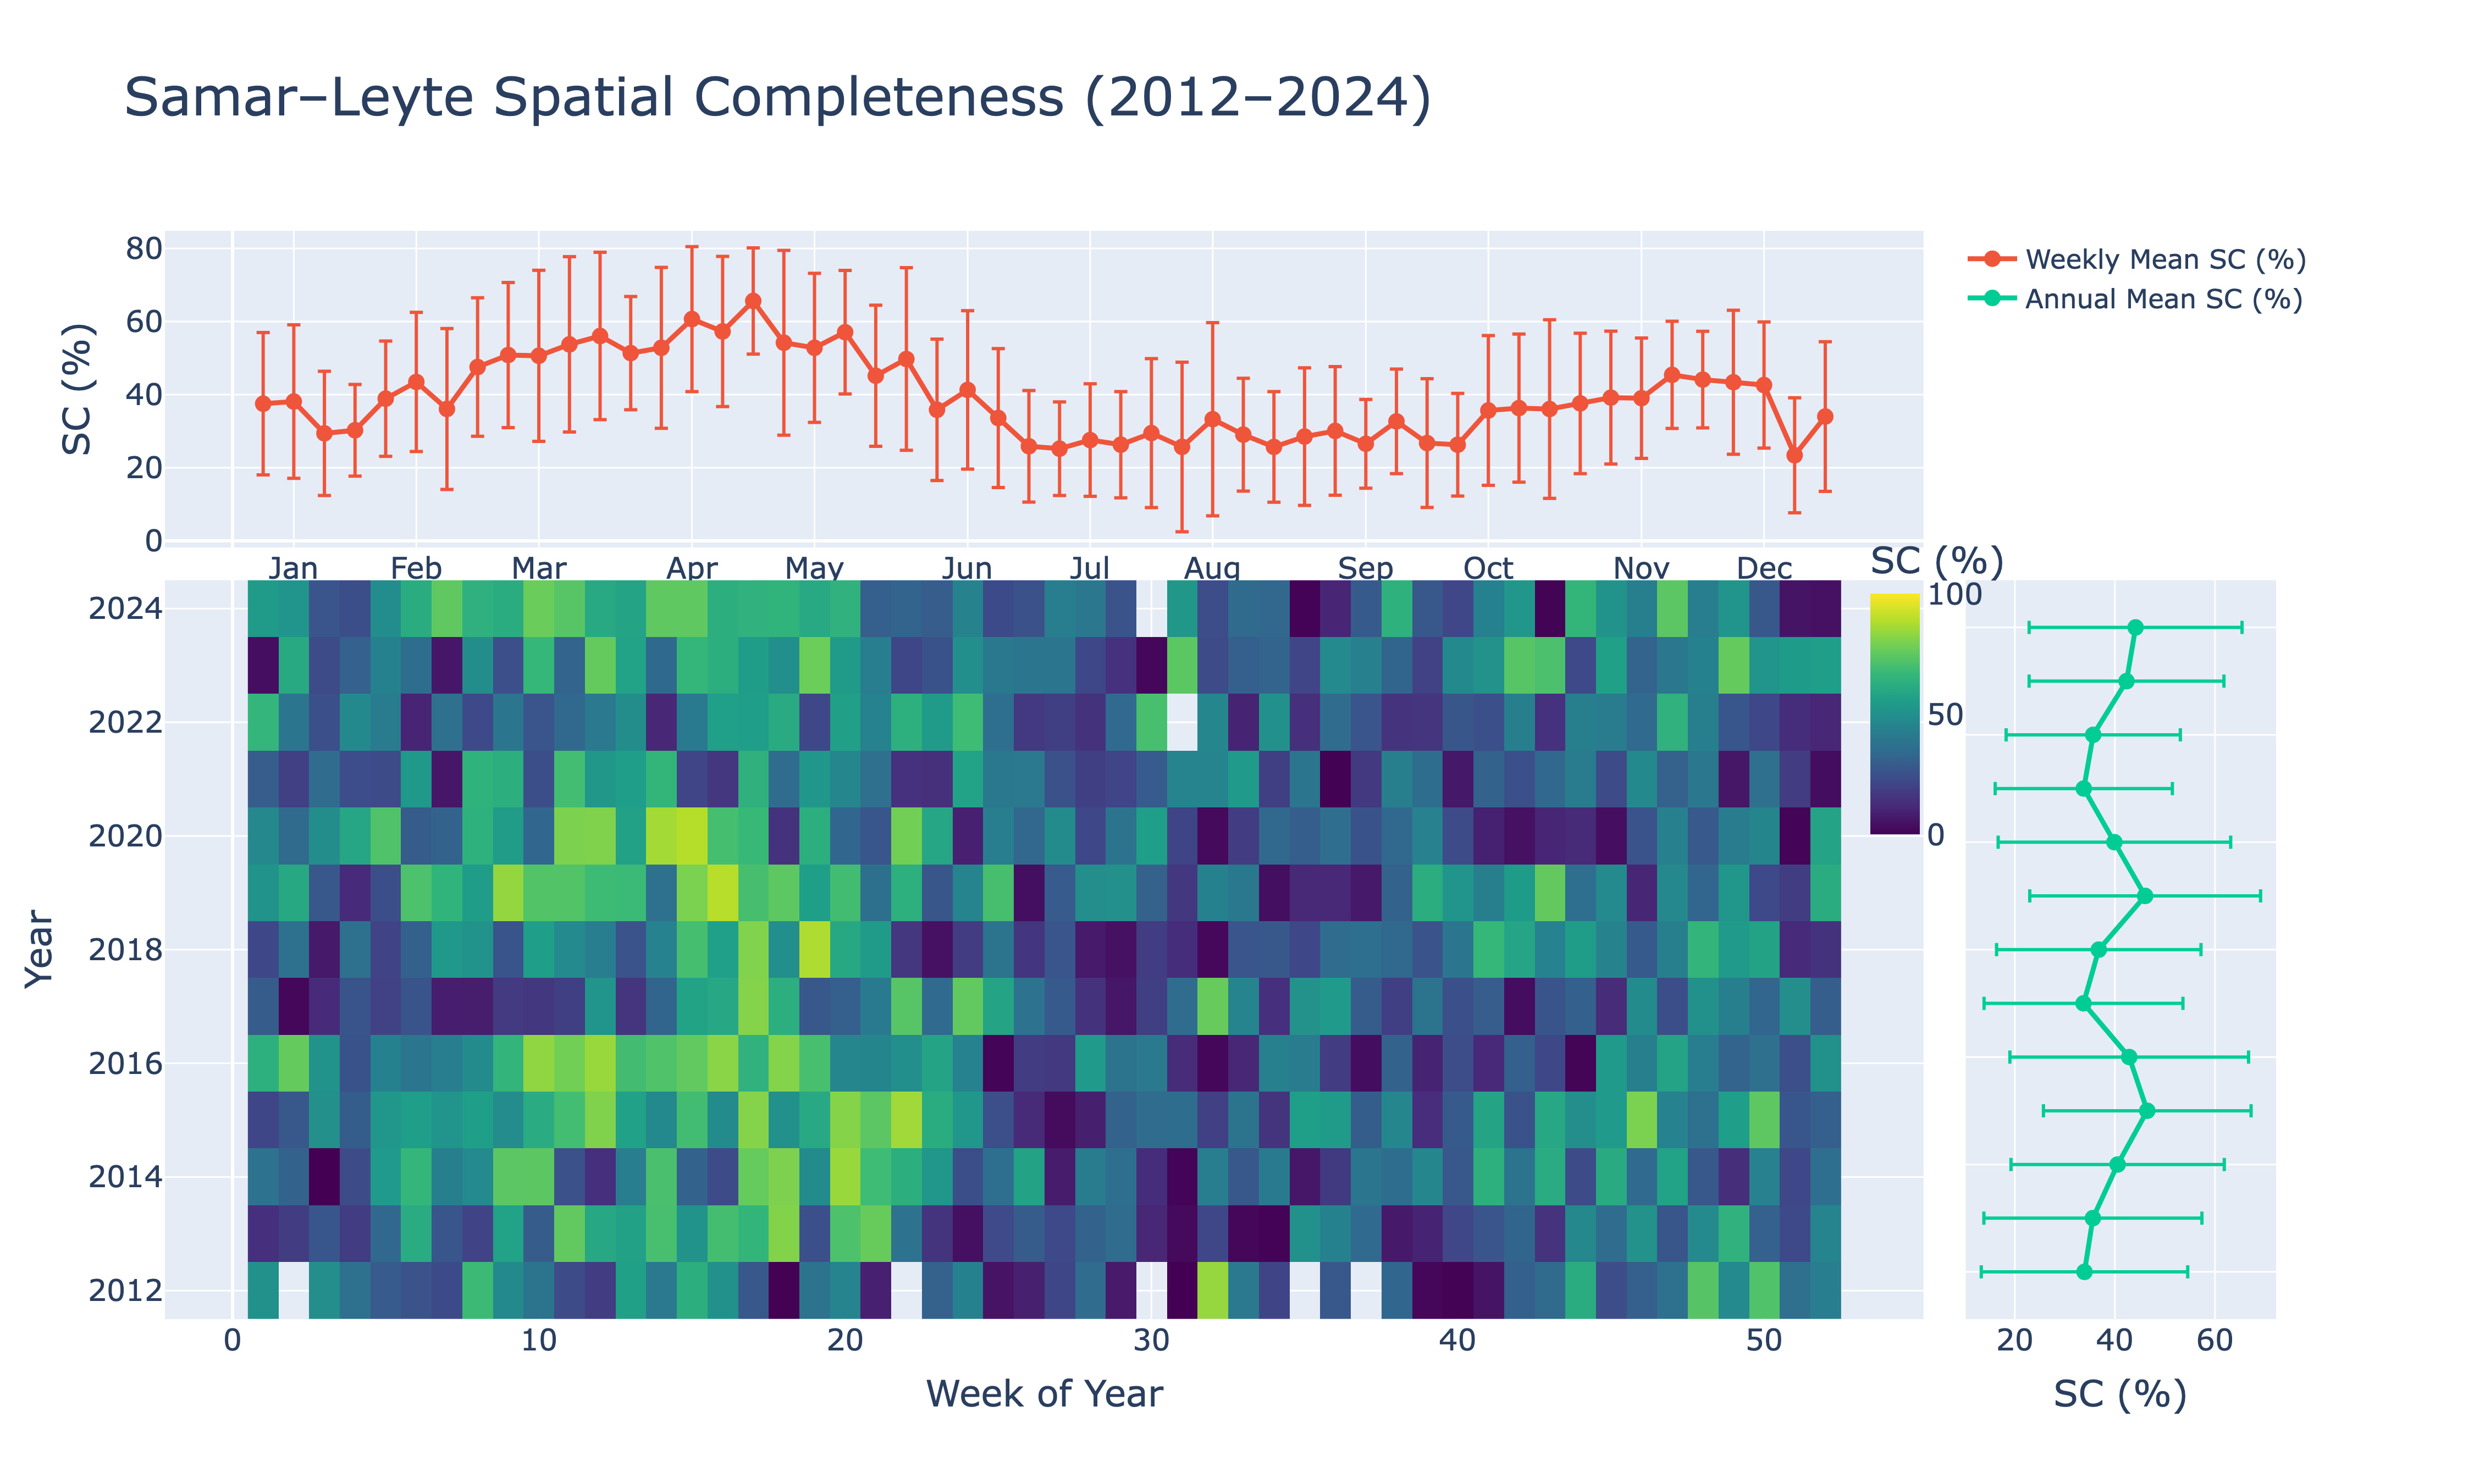 Samar–Leyte Spatial Completeness (2012–2024)
SC (%)
80
60
40
20
0
Weekly Mean SC (%)
Annual Mean SC (%)
Jan Feb Mar Apr May Jun Jul Aug Sep Oct Nov Dec
SC (%)
100
50
0
Year
2024
2022
2020
2018
2016
2014
2012
0 10 20 30 40 50
Week of Year
20 40 60
SC (%)